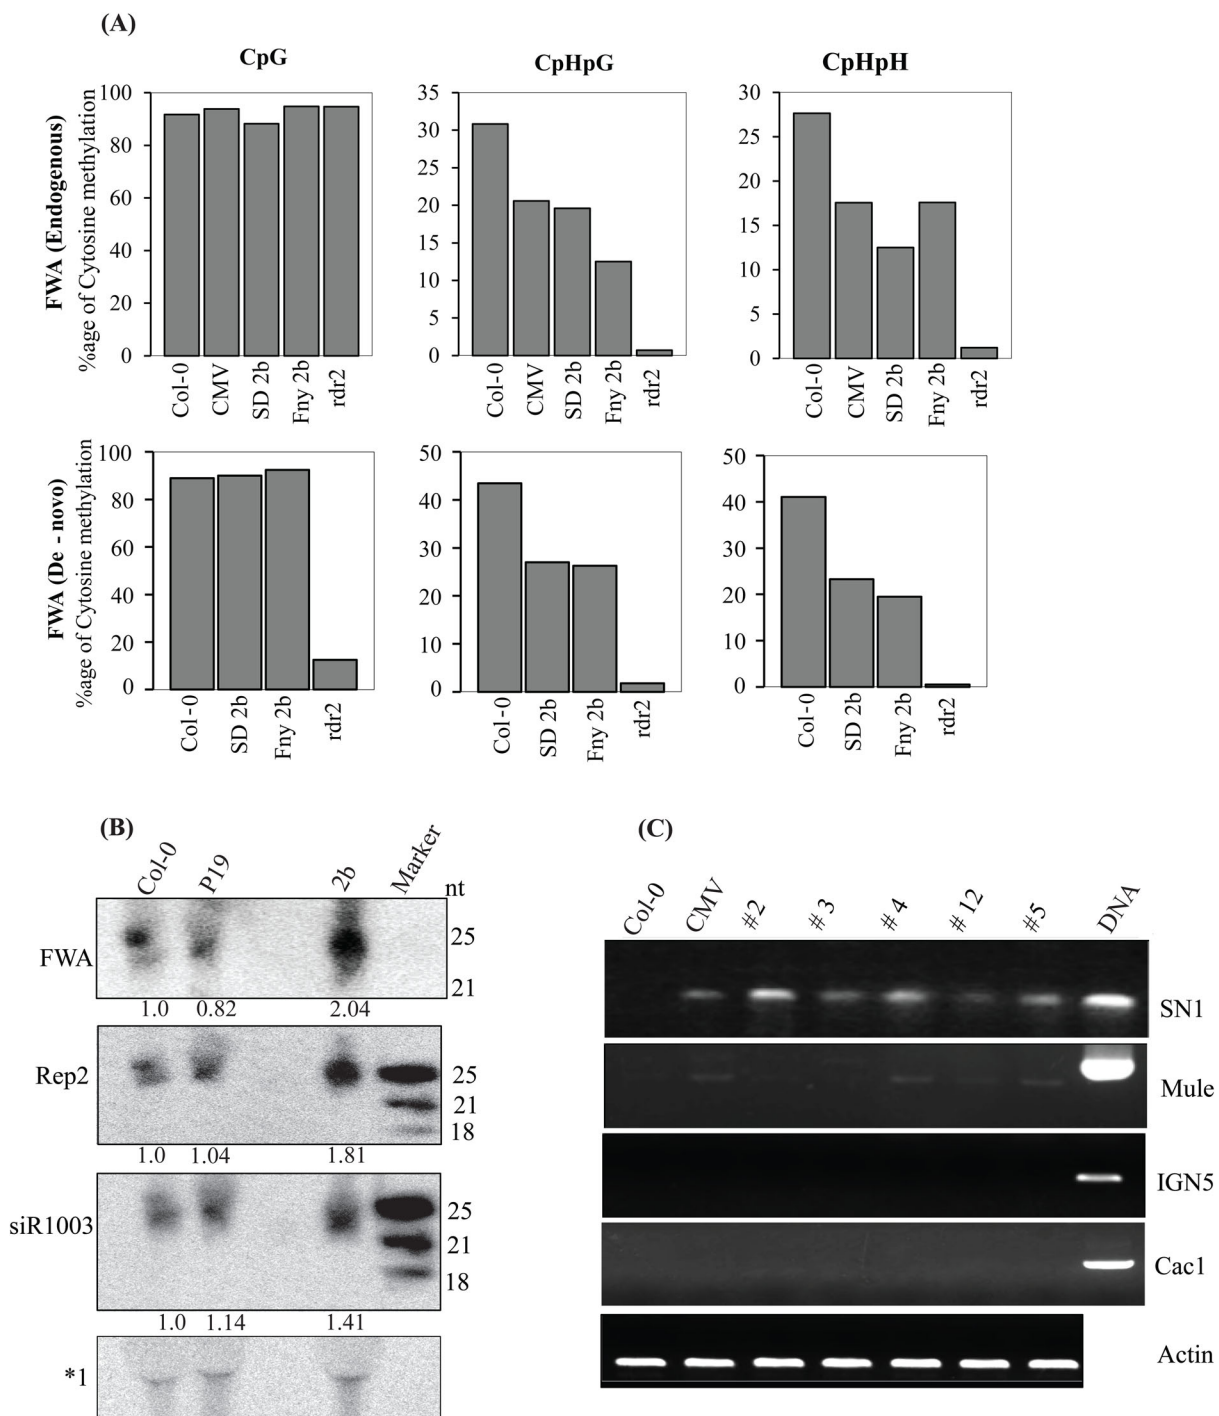 (A)
CpG
CpHpG
CpHpH
FWA (Endogenous)
%age of Cytosine methylation
100
80
60
40
20
0
Col-0
CMV
SD 2b
Fny 2b
rdr2
35
30
25
20
15
10
5
0
Col-0
CMV
SD 2b
Fny 2b
rdr2
30
25
20
15
10
5
0
Col-0
CMV
SD 2b
Fny 2b
rdr2
FWA (De - novo)
%age of Cytosine methylation
100
80
60
40
20
0
Col-0
SD 2b
Fny 2b
rdr2
50
40
30
20
10
0
Col-0
SD 2b
Fny 2b
rdr2
50
40
30
20
10
0
Col-0
SD 2b
Fny 2b
rdr2
(B)
Col-0 P19 2b Marker
nt
FWA
25
21
1.0 0.82 2.04
Rep2
25
21
18
1.0 1.04 1.81
siR1003
25
21
18
1.0 1.14 1.41
*1
(C)
Col-0 CMV #2 #3 #4 #12 #5 DNA
SN1
Mule
IGN5
Cac1
Actin